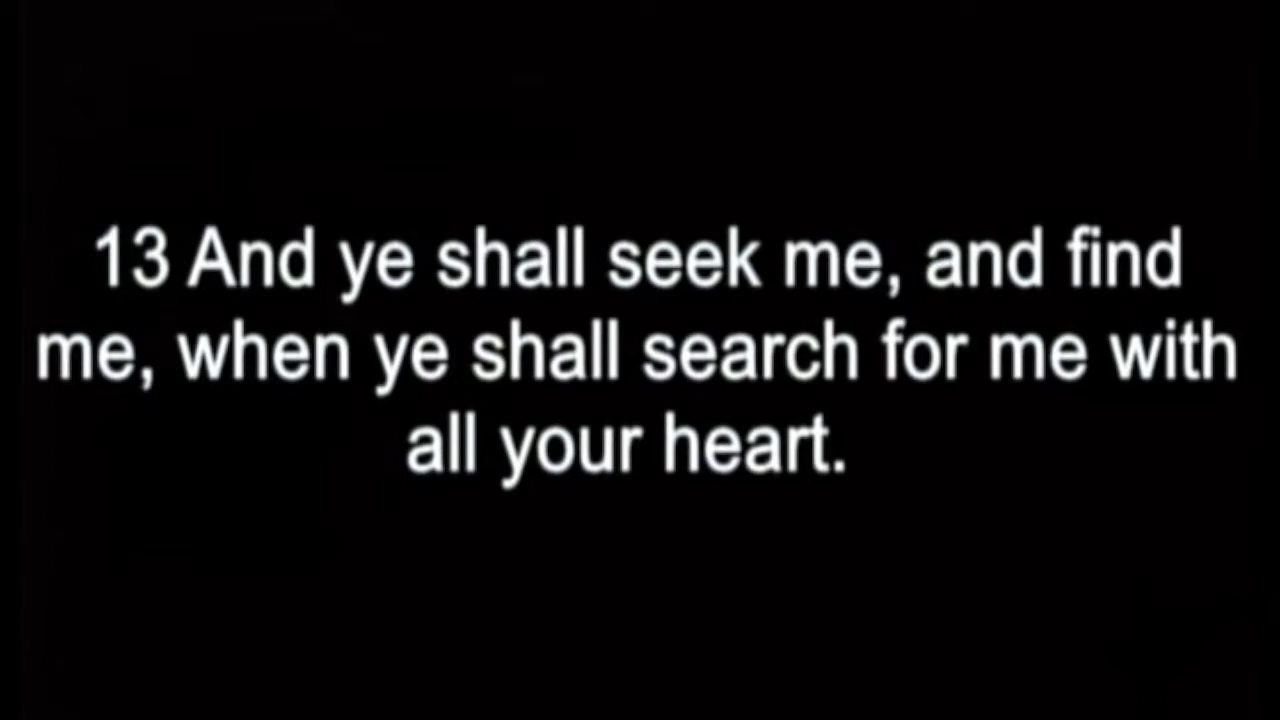 13 And ye shall seek me, and find
me, when ye shall search for me with
all your heart.